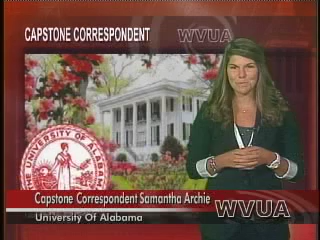 CAPSTONE CORRESPONDENT
WVUA
THE UNIVERSITY OF ALABAMA
Capstone Correspondent Samantha Archie
University Of Alabama
WVUA